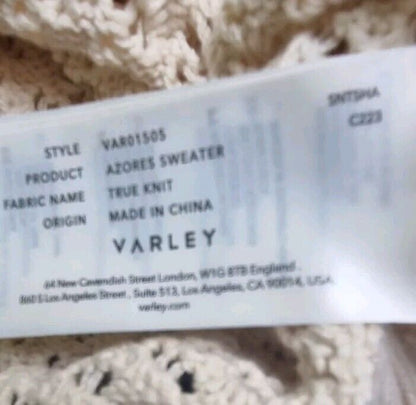 SNTSHA
C223
STYLE VAR01505
PRODUCT AZORES SWEATER
FABRIC NAME TRUE KNIT
ORIGIN MADE IN CHINA
VARLEY
64 New Cavendish Street London, W1G 8TB England.
860 S Los Angeles Street, Suite 513, Los Angeles, CA 90014, USA
varley.com